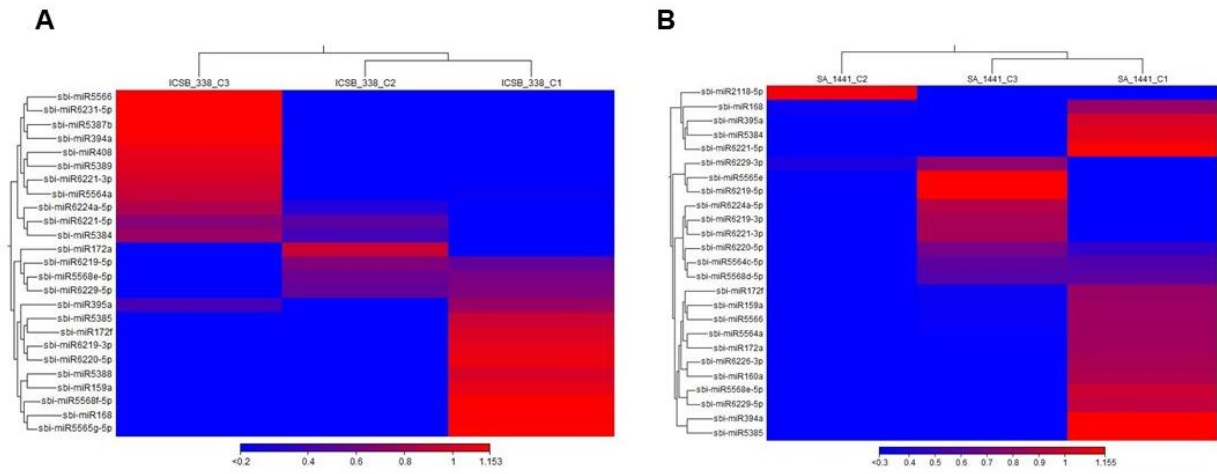 A
ICSB_338_C3 ICSB_338_C2 ICSB_338_C1
sbi-miR5566
sbi-miR6231-5p
sbi-miR5387b
sbi-miR394a
sbi-miR408
sbi-miR5389
sbi-miR6221-3p
sbi-miR5564a
sbi-miR6224a-5p
sbi-miR6221-5p
sbi-miR5384
sbi-miR172a
sbi-miR6219-5p
sbi-miR5568e-5p
sbi-miR6229-5p
sbi-miR395a
sbi-miR5385
sbi-miR172f
sbi-miR6219-3p
sbi-miR6220-5p
sbi-miR5388
sbi-miR159a
sbi-miR5568f-5p
sbi-miR168
sbi-miR5565g-5p
<0.2 0.4 0.6 0.8 1 1.153
B
SA_1441_C2 SA_1441_C3 SA_1441_C1
sbi-miR2118-5p
sbi-miR168
sbi-miR395a
sbi-miR5384
sbi-miR6221-5p
sbi-miR6229-3p
sbi-miR5565e
sbi-miR6219-5p
sbi-miR6224a-5p
sbi-miR6219-3p
sbi-miR6221-3p
sbi-miR6220-5p
sbi-miR5564c-5p
sbi-miR5568d-5p
sbi-miR172f
sbi-miR159a
sbi-miR5566
sbi-miR5564a
sbi-miR172a
sbi-miR6226-3p
sbi-miR160a
sbi-miR5568e-5p
sbi-miR6229-5p
sbi-miR394a
sbi-miR5385
<0.3 0.4 0.6 0.7 0.8 0.9 1 1.155